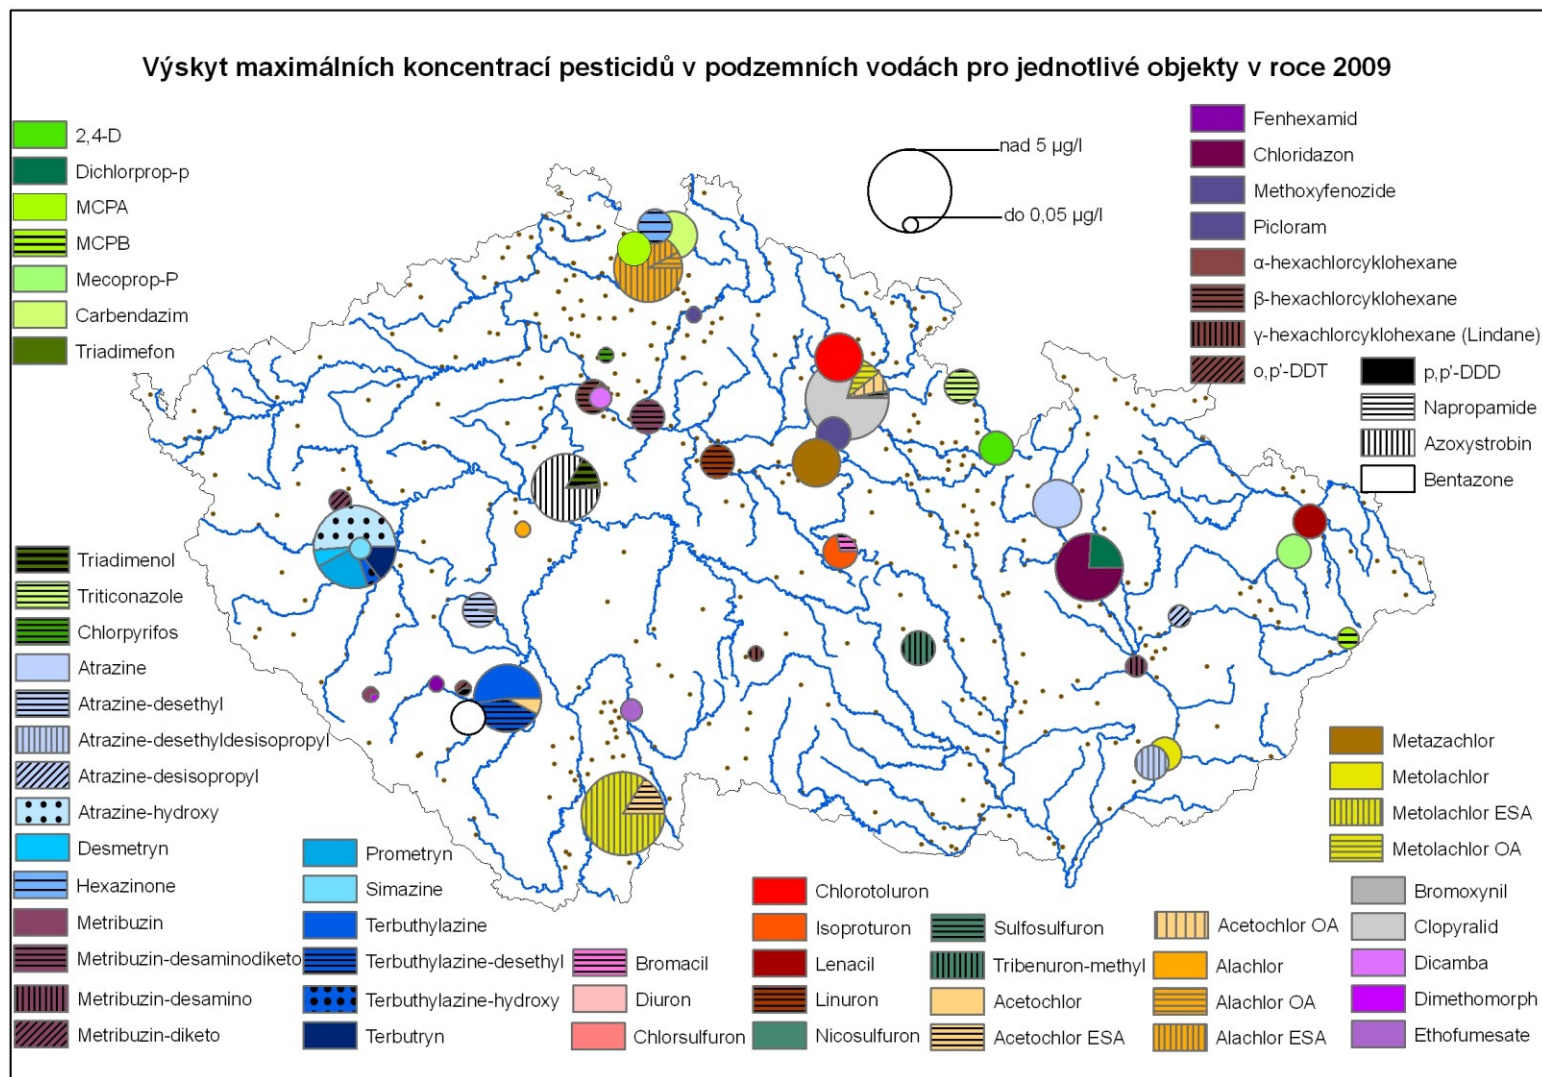 Výskyt maximálních koncentrací pesticidů v podzemních vodách pro jednotlivé objekty v roce 2009
2,4-D
Dichlorprop-p
MCPA
MCPB
Mecoprop-P
Carbendazim
Triadimefon
nad 5 µg/l
do 0,05 µg/l
Fenhexamid
Chloridazon
Methoxyfenozide
Picloram
α-hexachlorcyklohexane
β-hexachlorcyklohexane
γ-hexachlorcyklohexane (Lindane)
o,p'-DDT
p,p'-DDD
Napropamide
Azoxystrobin
Bentazone
Triadimenol
Triticonazole
Chlorpyrifos
Atrazine
Atrazine-desethyl
Atrazine-desethyldesisopropyl
Atrazine-desisopropyl
Atrazine-hydroxy
Desmetryn
Hexazinone
Metribuzin
Metribuzin-desaminodiketo
Metribuzin-desamino
Metribuzin-diketo
Prometryn
Simazine
Terbuthylazine
Terbuthylazine-desethyl
Terbuthylazine-hydroxy
Terbutryn
Bromacil
Diuron
Chlorsulfuron
Chlorotoluron
Isoproturon
Lenacil
Linuron
Nicosulfuron
Sulfosulfuron
Tribenuron-methyl
Acetochlor
Acetochlor ESA
Acetochlor OA
Alachlor
Alachlor OA
Alachlor ESA
Metazachlor
Metolachlor
Metolachlor ESA
Metolachlor OA
Bromoxynil
Clopyralid
Dicamba
Dimethomorph
Ethofumesate